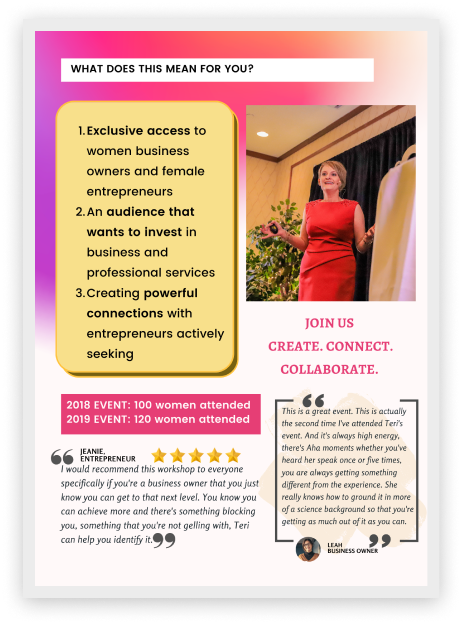 WHAT DOES THIS MEAN FOR YOU?
1. Exclusive access to
women business
owners and female
entrepreneurs
2. An audience that
wants to invest in
business and
professional services
3. Creating powerful
connections with
entrepreneurs actively
seeking
JOIN US
CREATE. CONNECT.
COLLABORATE.
2018 EVENT: 100 women attended
2019 EVENT: 120 women attended
JEANIE,
ENTREPRENEUR
I would recommend this workshop to everyone
specifically if you're a business owner that you just
know you can get to that next level. You know you
can achieve more and there's something blocking
you, something that you're not gelling with, Teri
can help you identify it.
This is a great event. This is actually
the second time I've attended Teri's
event. And it's always high energy,
there's Aha moments whether you've
heard her speak once or five times,
you are always getting something
different from the experience. She
really knows how to ground it in more
of a science background so that you're
getting as much out of it as you can.
LEAH
BUSINESS OWNER